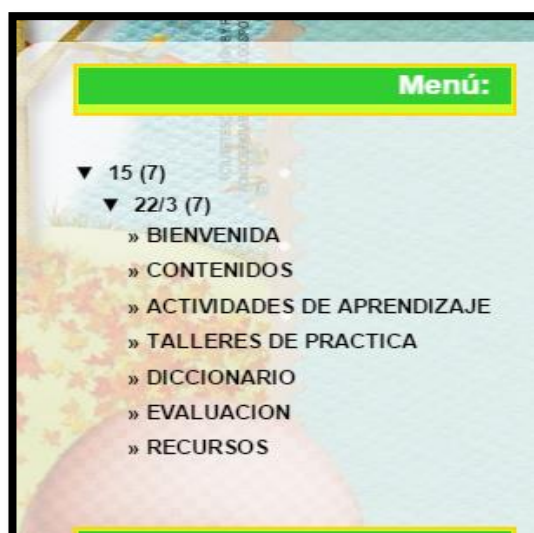 Menú:
▼ 15 (7)
▼ 22/3 (7)
» BIENVENIDA
» CONTENIDOS
» ACTIVIDADES DE APRENDIZAJE
» TALLERES DE PRACTICA
» DICCIONARIO
» EVALUACION
» RECURSOS